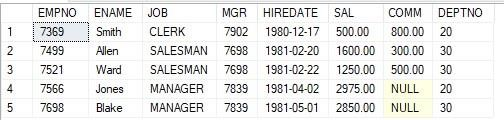 EMPNO ENAME JOB MGR HIREDATE SAL COMM DEPTNO
1 7369 Smith CLERK 7902 1980-12-17 500.00 800.00 20
2 7499 Allen SALESMAN 7698 1981-02-20 1600.00 300.00 30
3 7521 Ward SALESMAN 7698 1981-02-22 1250.00 500.00 30
4 7566 Jones MANAGER 7839 1981-04-02 2975.00 NULL 20
5 7698 Blake MANAGER 7839 1981-05-01 2850.00 NULL 30